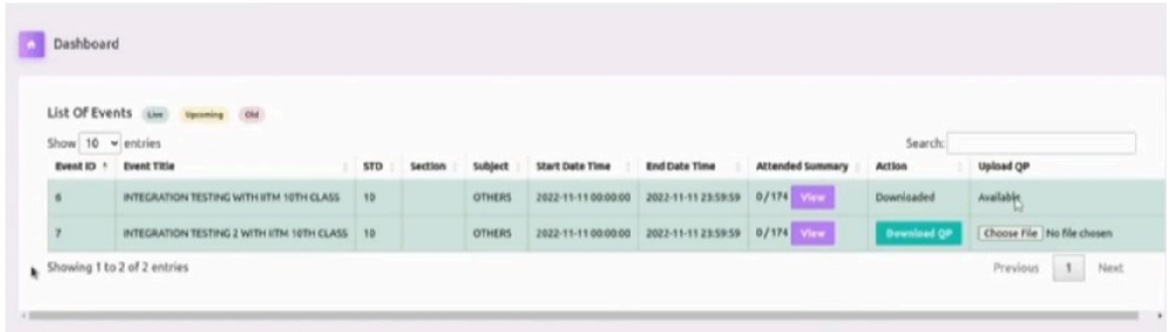 Dashboard
List Of Events Live Upcoming Old
Show 10 entries Search:
Event ID Event Title STD Section Subject Start Date Time End Date Time Attended Summary Action Upload QP
6 INTEGRATION TESTING WITH IITM 10TH CLASS 10 OTHERS 2022-11-11 00:00:00 2022-11-11 23:59:59 0/174 View Downloaded Available
7 INTEGRATION TESTING 2 WITH IITM 10TH CLASS 10 OTHERS 2022-11-11 00:00:00 2022-11-11 23:59:59 0/174 View Download QP Choose File No file chosen
Showing 1 to 2 of 2 entries Previous 1 Next